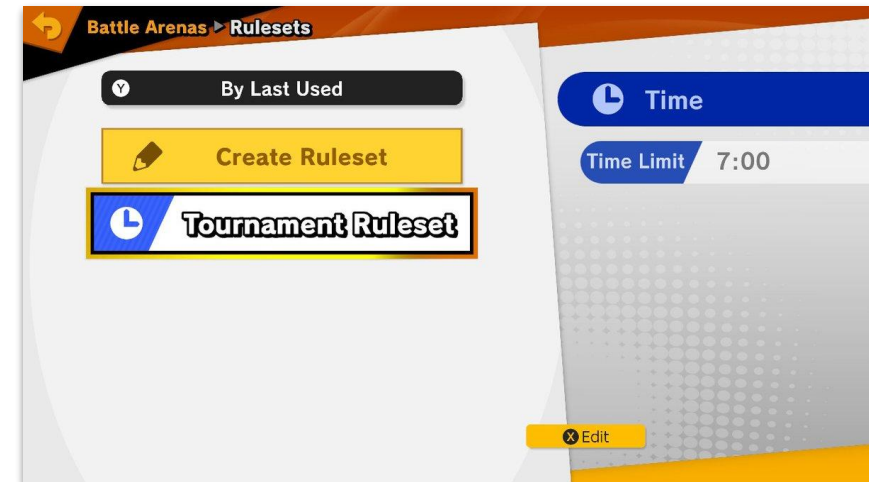 Battle Arenas ▶ Rulesets
Y By Last Used
Create Ruleset
Tournament Ruleset
Time
Time Limit 7:00
X Edit